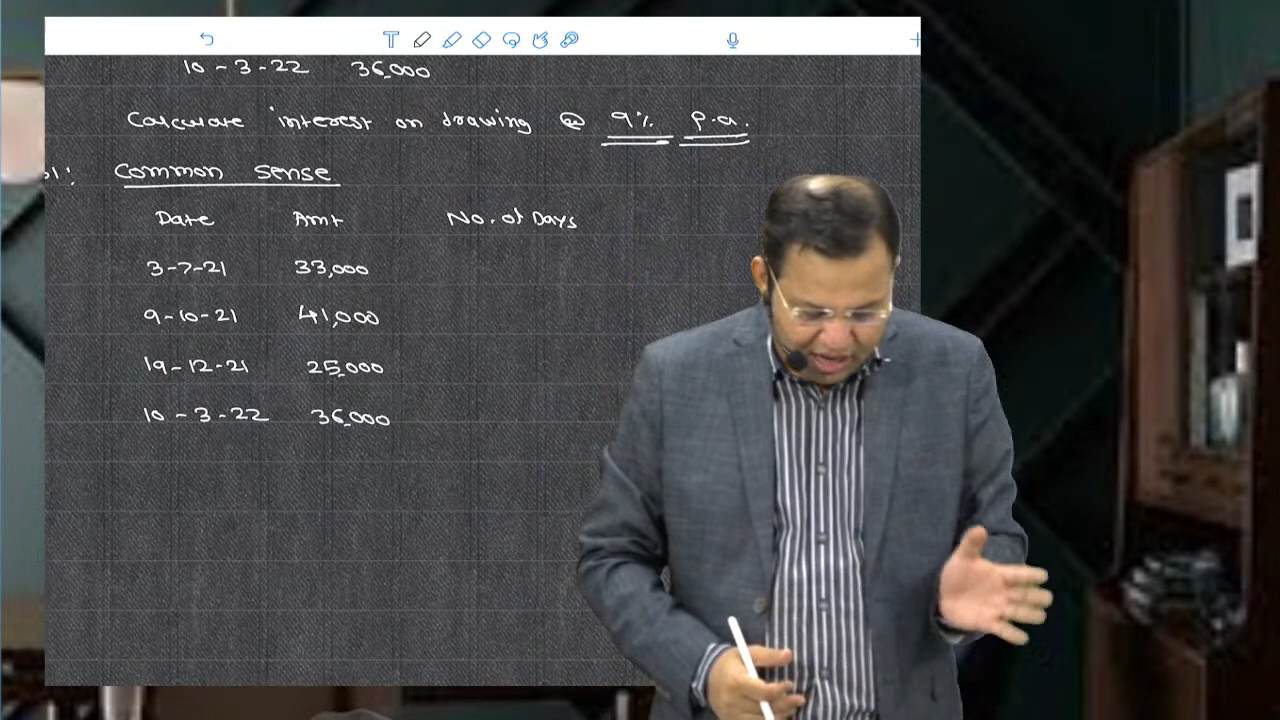 10 - 3 - 22 36,000
Calculate interest on drawing @ 9% p.a.
Common sense
Date Amt No. of Days
3-7-21 33,000
9-10-21 41,000
19-12-21 25,000
10 - 3 - 22 36,000